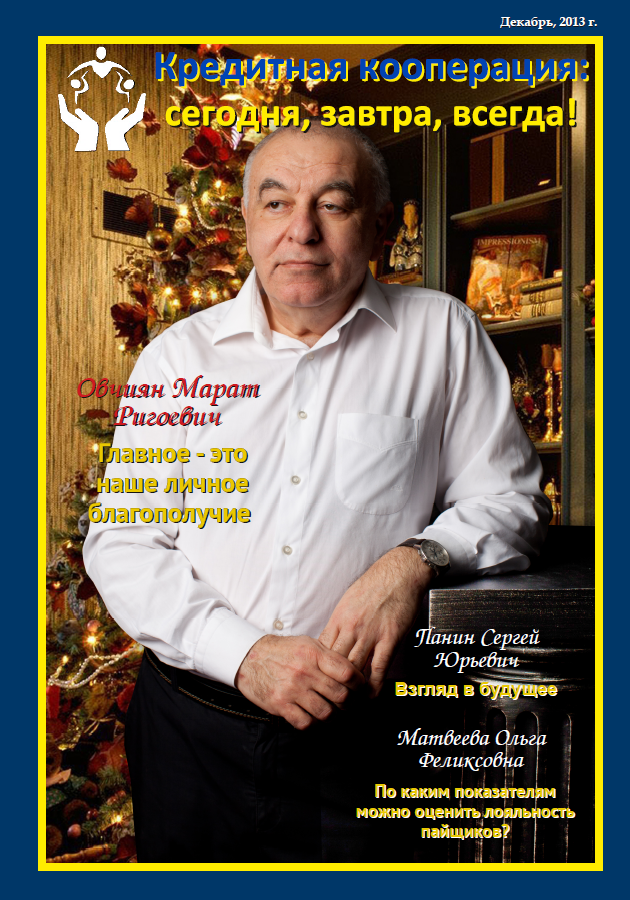 Декабрь, 2013 г.
Кредитная кооперация:
сегодня, завтра, всегда!
IMPRESSIONISM
Овчиян Марат
Ригоевич
Главное - это
наше личное
благополучие
Панин Сергей
Юрьевич
Взгляд в будущее
Матвеева Ольга
Феликсовна
По каким показателям
можно оценить лояльность
пайщиков?